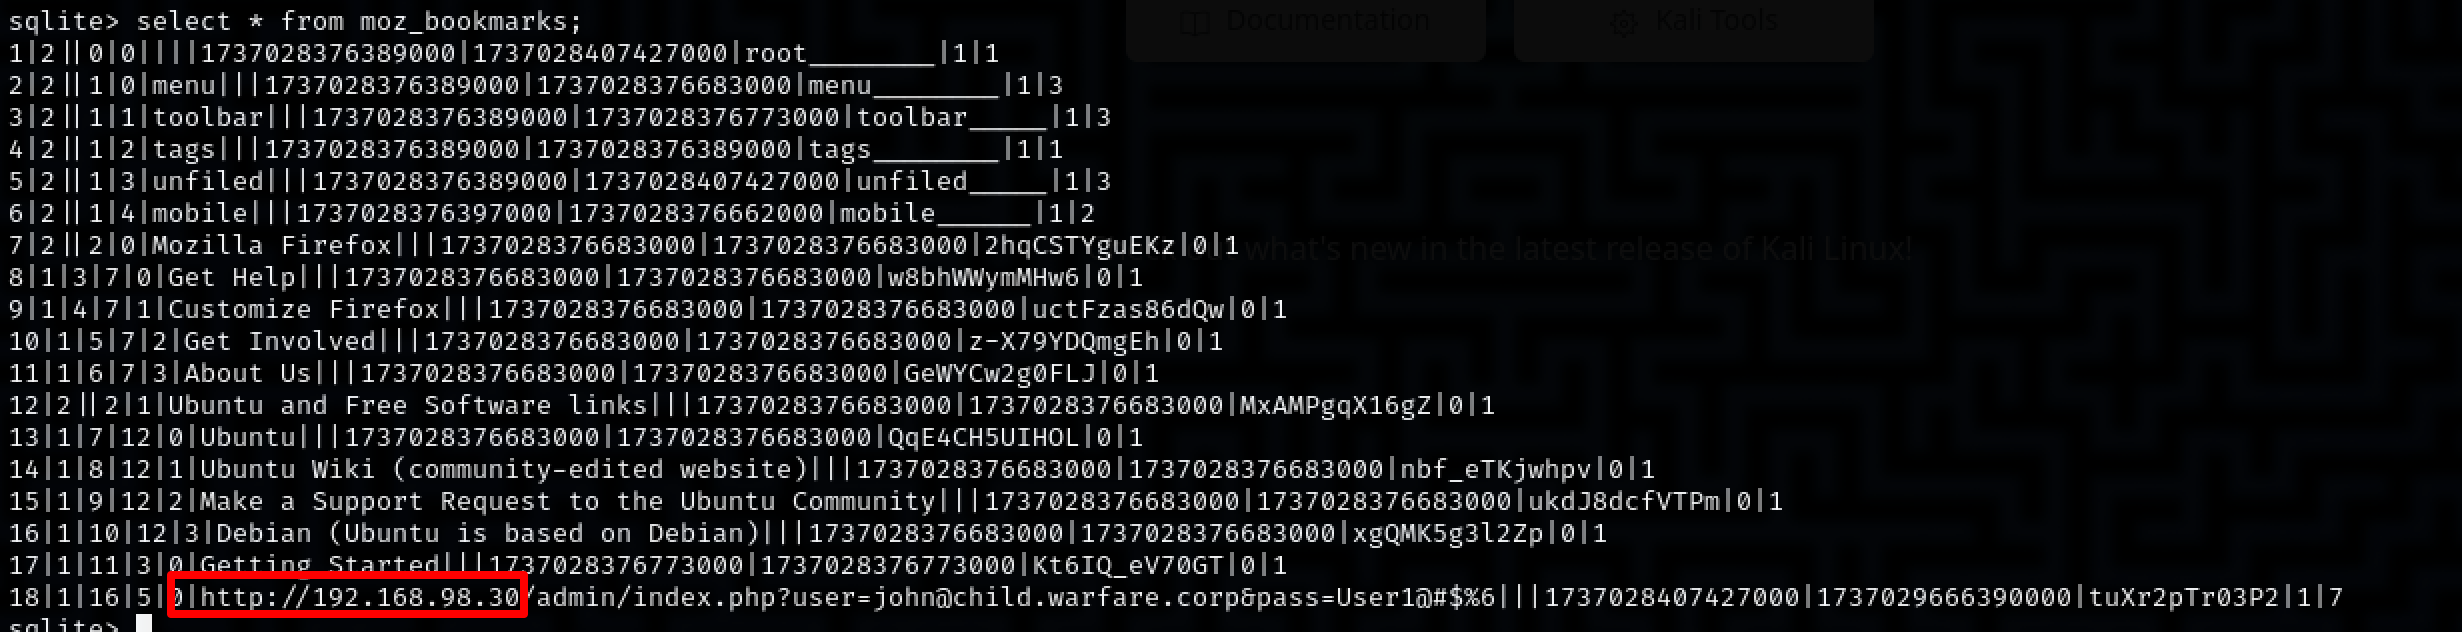 Documentation
Kali Tools
sqlite> select * from moz_bookmarks;
1|2||0|0||||1737028376389000|1737028407427000|root________|1|1
2|2||1|0|menu|||1737028376389000|1737028376683000|menu________|1|3
3|2||1|1|toolbar|||1737028376389000|1737028376773000|toolbar_____|1|3
4|2||1|2|tags|||1737028376389000|1737028376389000|tags________|1|1
5|2||1|3|unfiled|||1737028376389000|1737028407427000|unfiled_____|1|3
6|2||1|4|mobile|||1737028376397000|1737028376662000|mobile______|1|2
7|2||2|0|Mozilla Firefox|||1737028376683000|1737028376683000|2hqCSTYguEKz|0|1
what's new in the latest release of Kali Linux!
8|1|3|7|0|Get Help|||1737028376683000|1737028376683000|w8bhWWymMHw6|0|1
9|1|4|7|1|Customize Firefox|||1737028376683000|1737028376683000|uctFzas86dQw|0|1
10|1|5|7|2|Get Involved|||1737028376683000|1737028376683000|z-X79YDQmgEh|0|1
11|1|6|7|3|About Us|||1737028376683000|1737028376683000|GeWYCw2g0FLJ|0|1
12|2||2|1|Ubuntu and Free Software links|||1737028376683000|1737028376683000|MxAMPgqX16gZ|0|1
13|1|7|12|0|Ubuntu|||1737028376683000|1737028376683000|QqE4CH5UIHOL|0|1
14|1|8|12|1|Ubuntu Wiki (community-edited website)|||1737028376683000|1737028376683000|nbf_eTKjwhpv|0|1
15|1|9|12|2|Make a Support Request to the Ubuntu Community|||1737028376683000|1737028376683000|ukdJ8dcfVTPm|0|1
16|1|10|12|3|Debian (Ubuntu is based on Debian)|||1737028376683000|1737028376683000|xgQMK5g3l2Zp|0|1
17|1|11|3|0|Getting Started|||1737028376773000|1737028376773000|Kt6IQ_eV70GT|0|1
18|1|16|5|0|http://192.168.98.30/admin/index.php?user=john@child.warfare.corp&pass=User1@#$%6|||1737028407427000|1737029666390000|tuXr2pTr03P2|1|7
sqlite>